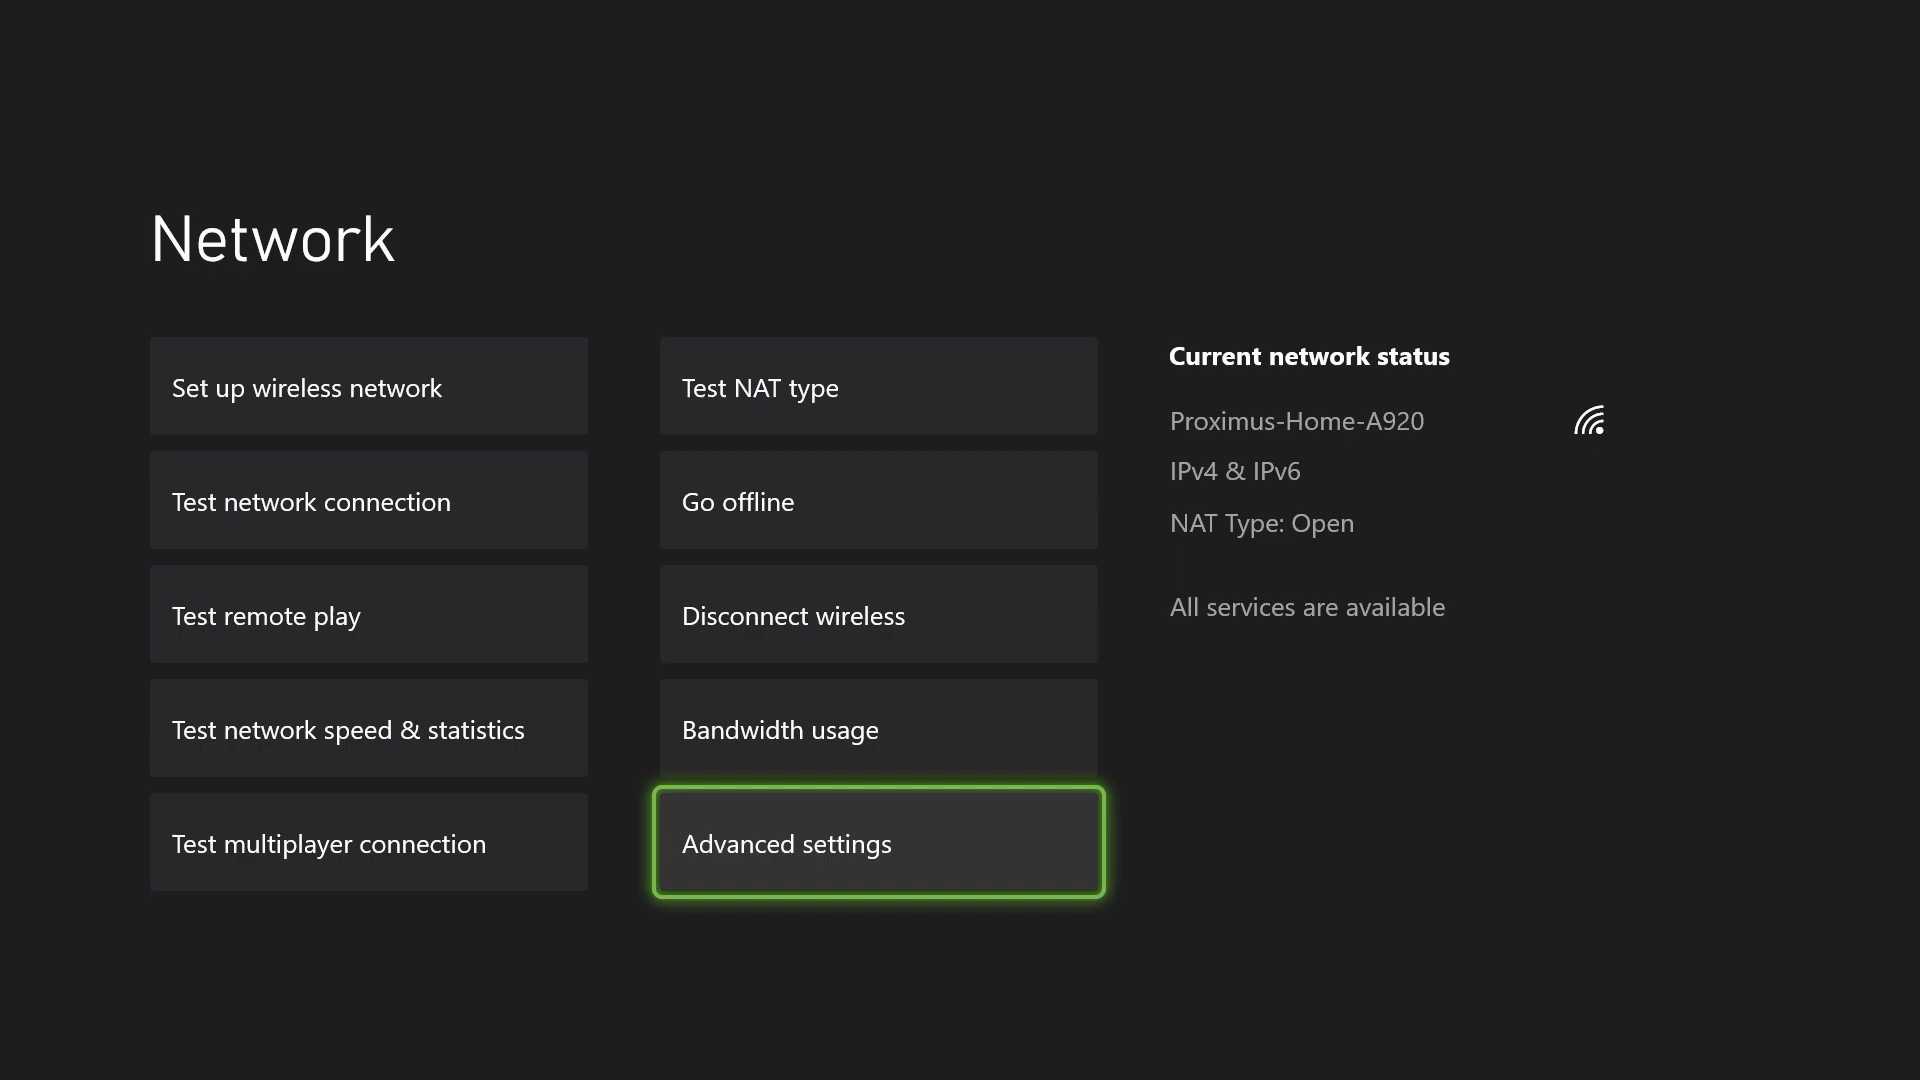 Network
Set up wireless network
Test network connection
Test remote play
Test network speed & statistics
Test multiplayer connection
Test NAT type
Go offline
Disconnect wireless
Bandwidth usage
Advanced settings
Current network status
Proximus-Home-A920
IPv4 & IPv6
NAT Type: Open
All services are available